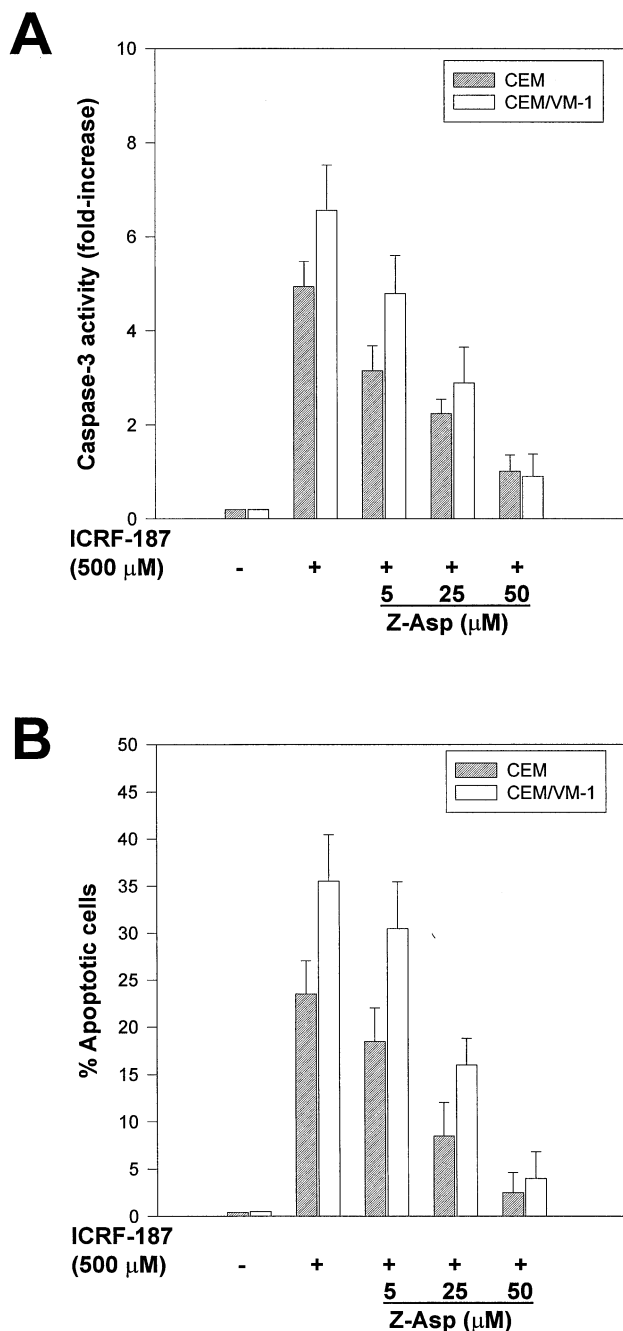 A
10
8
6
4
2
0
Caspase-3 activity (fold-increase)
CEM
CEM/VM-1
ICRF-187
(500 μM) - + + + +
5 25 50
Z-Asp (μM)
B
50
45
40
35
30
25
20
15
10
5
0
% Apoptotic cells
CEM
CEM/VM-1
ICRF-187
(500 μM) - + + + +
5 25 50
Z-Asp (μM)